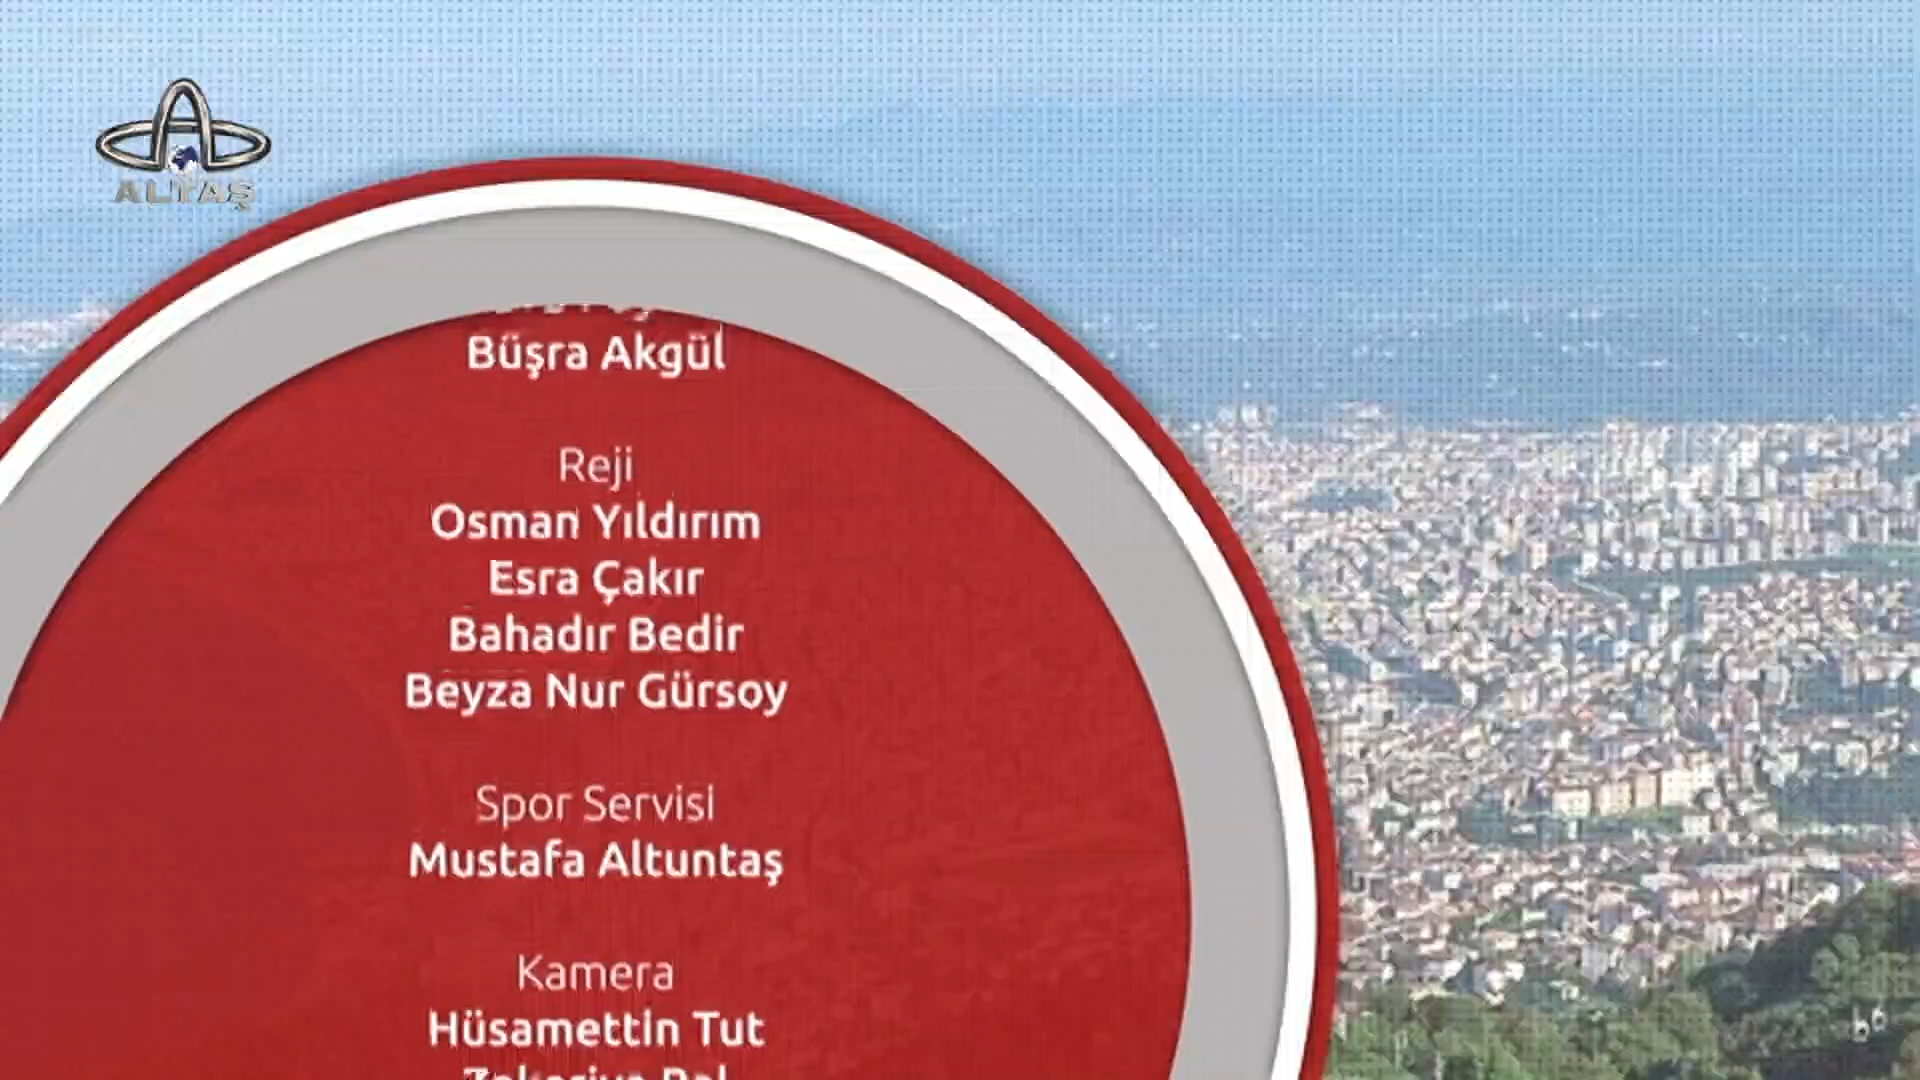 ALTAŞ
Büşra Akgül
Reji
Osman Yıldırım
Esra Çakır
Bahadır Bedir
Beyza Nur Gürsoy
Spor Servisi
Mustafa Altuntaş
Kamera
Hüsamettin Tut